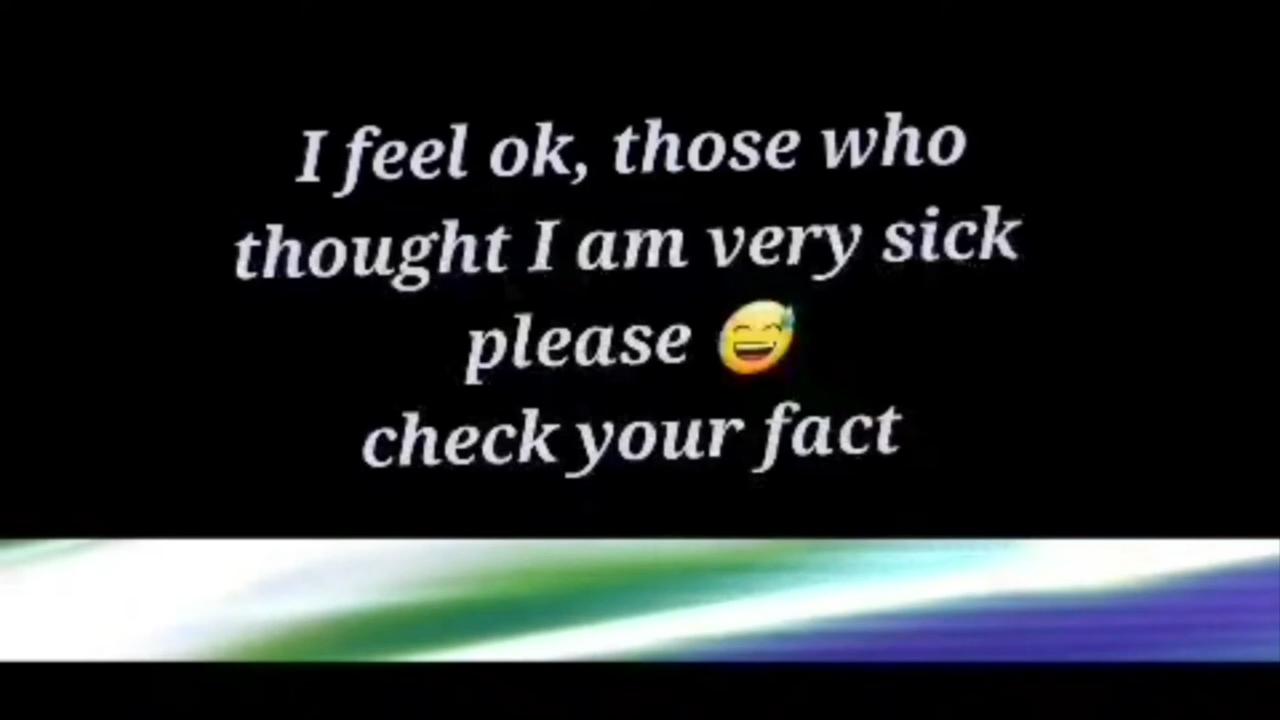 I feel ok, those who
thought I am very sick
please 😅
check your fact